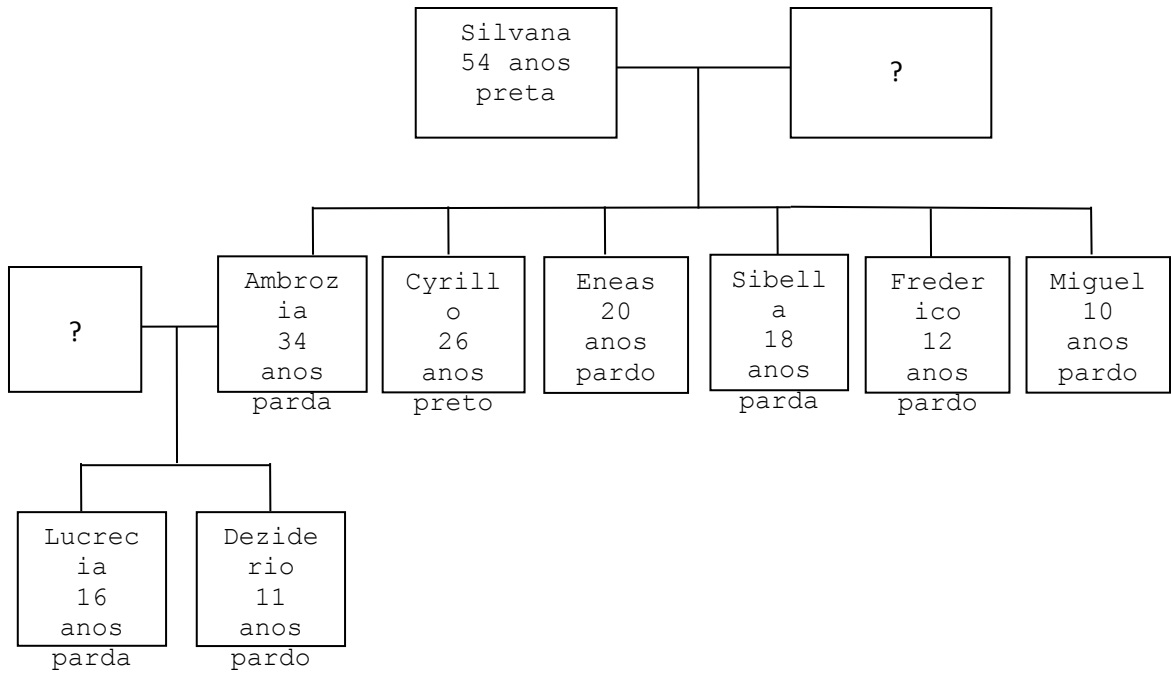 Silvana
54 anos
preta
?
?
Ambroz
ia
34
anos
parda
Cyrill
o
26
anos
preto
Eneas
20
anos
pardo
Sibell
a
18
anos
parda
Freder
ico
12
anos
pardo
Miguel
10
anos
pardo
Lucrec
ia
16
anos
parda
Dezide
rio
11
anos
pardo